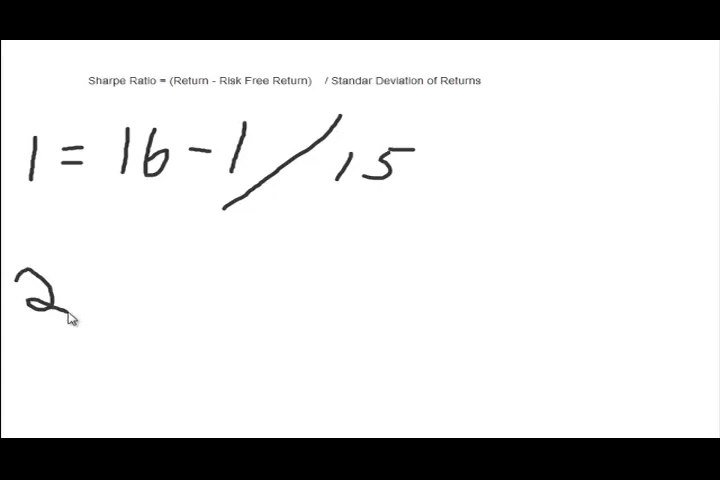 Sharpe Ratio = (Return - Risk Free Return) / Standar Deviation of Returns
1 = 16 - 1 / 15
2